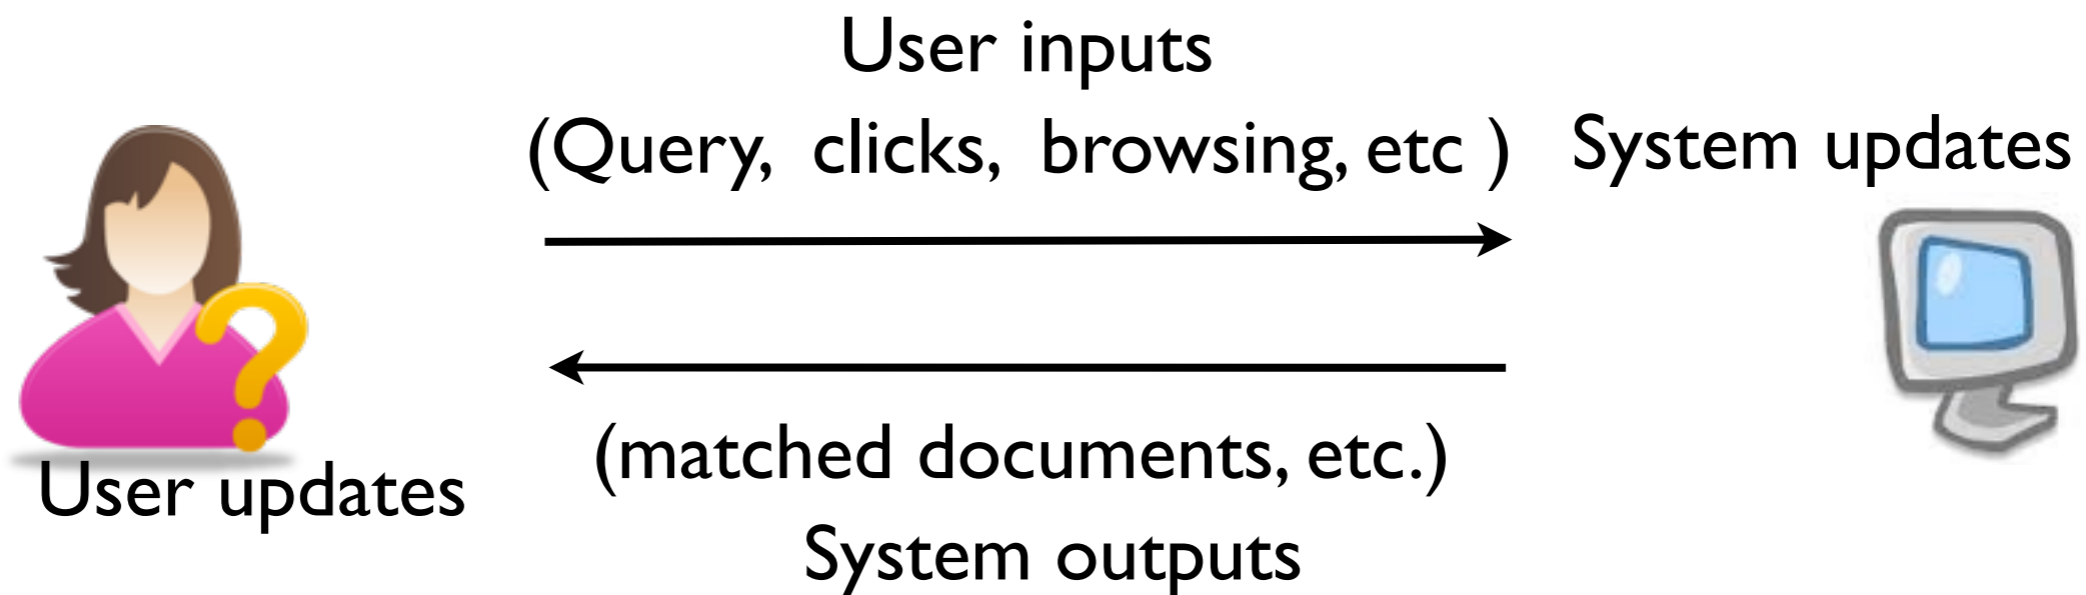 User inputs
(Query, clicks, browsing, etc )
System updates
?
User updates
(matched documents, etc.)
System outputs